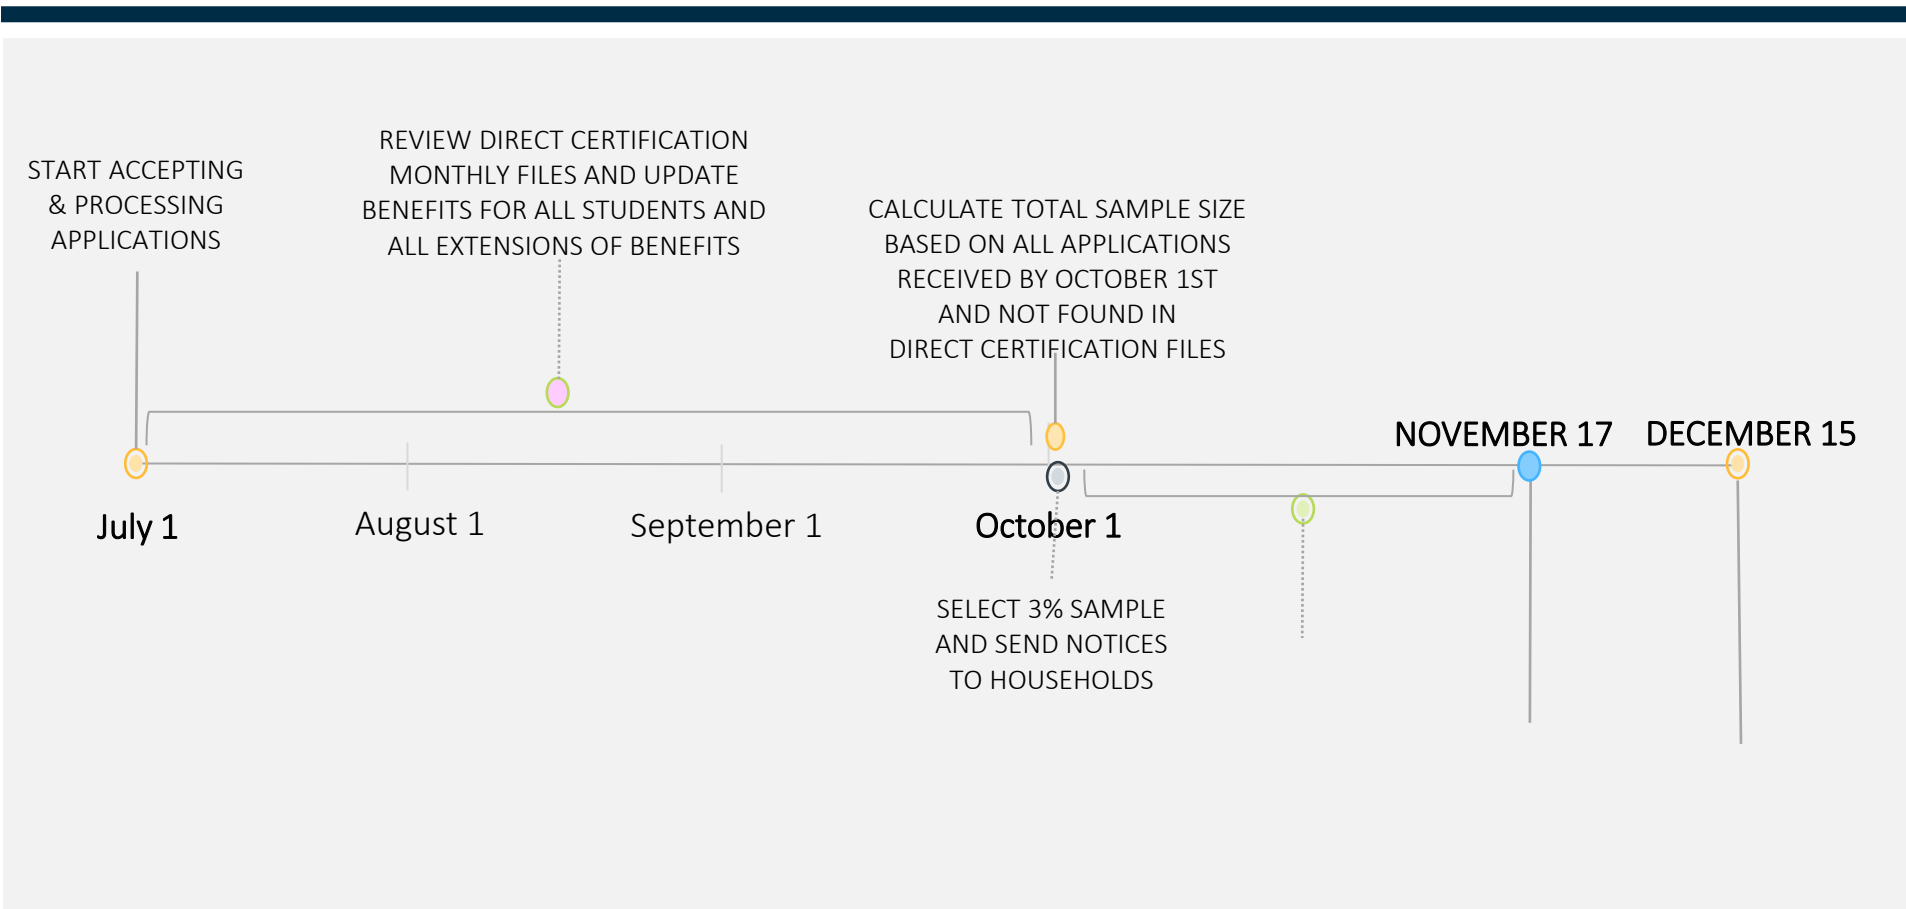 START ACCEPTING
& PROCESSING
APPLICATIONS
REVIEW DIRECT CERTIFICATION
MONTHLY FILES AND UPDATE
BENEFITS FOR ALL STUDENTS AND
ALL EXTENSIONS OF BENEFITS
CALCULATE TOTAL SAMPLE SIZE
BASED ON ALL APPLICATIONS
RECEIVED BY OCTOBER 1ST
AND NOT FOUND IN
DIRECT CERTIFICATION FILES
NOVEMBER 17
DECEMBER 15
July 1
August 1
September 1
October 1
SELECT 3% SAMPLE
AND SEND NOTICES
TO HOUSEHOLDS